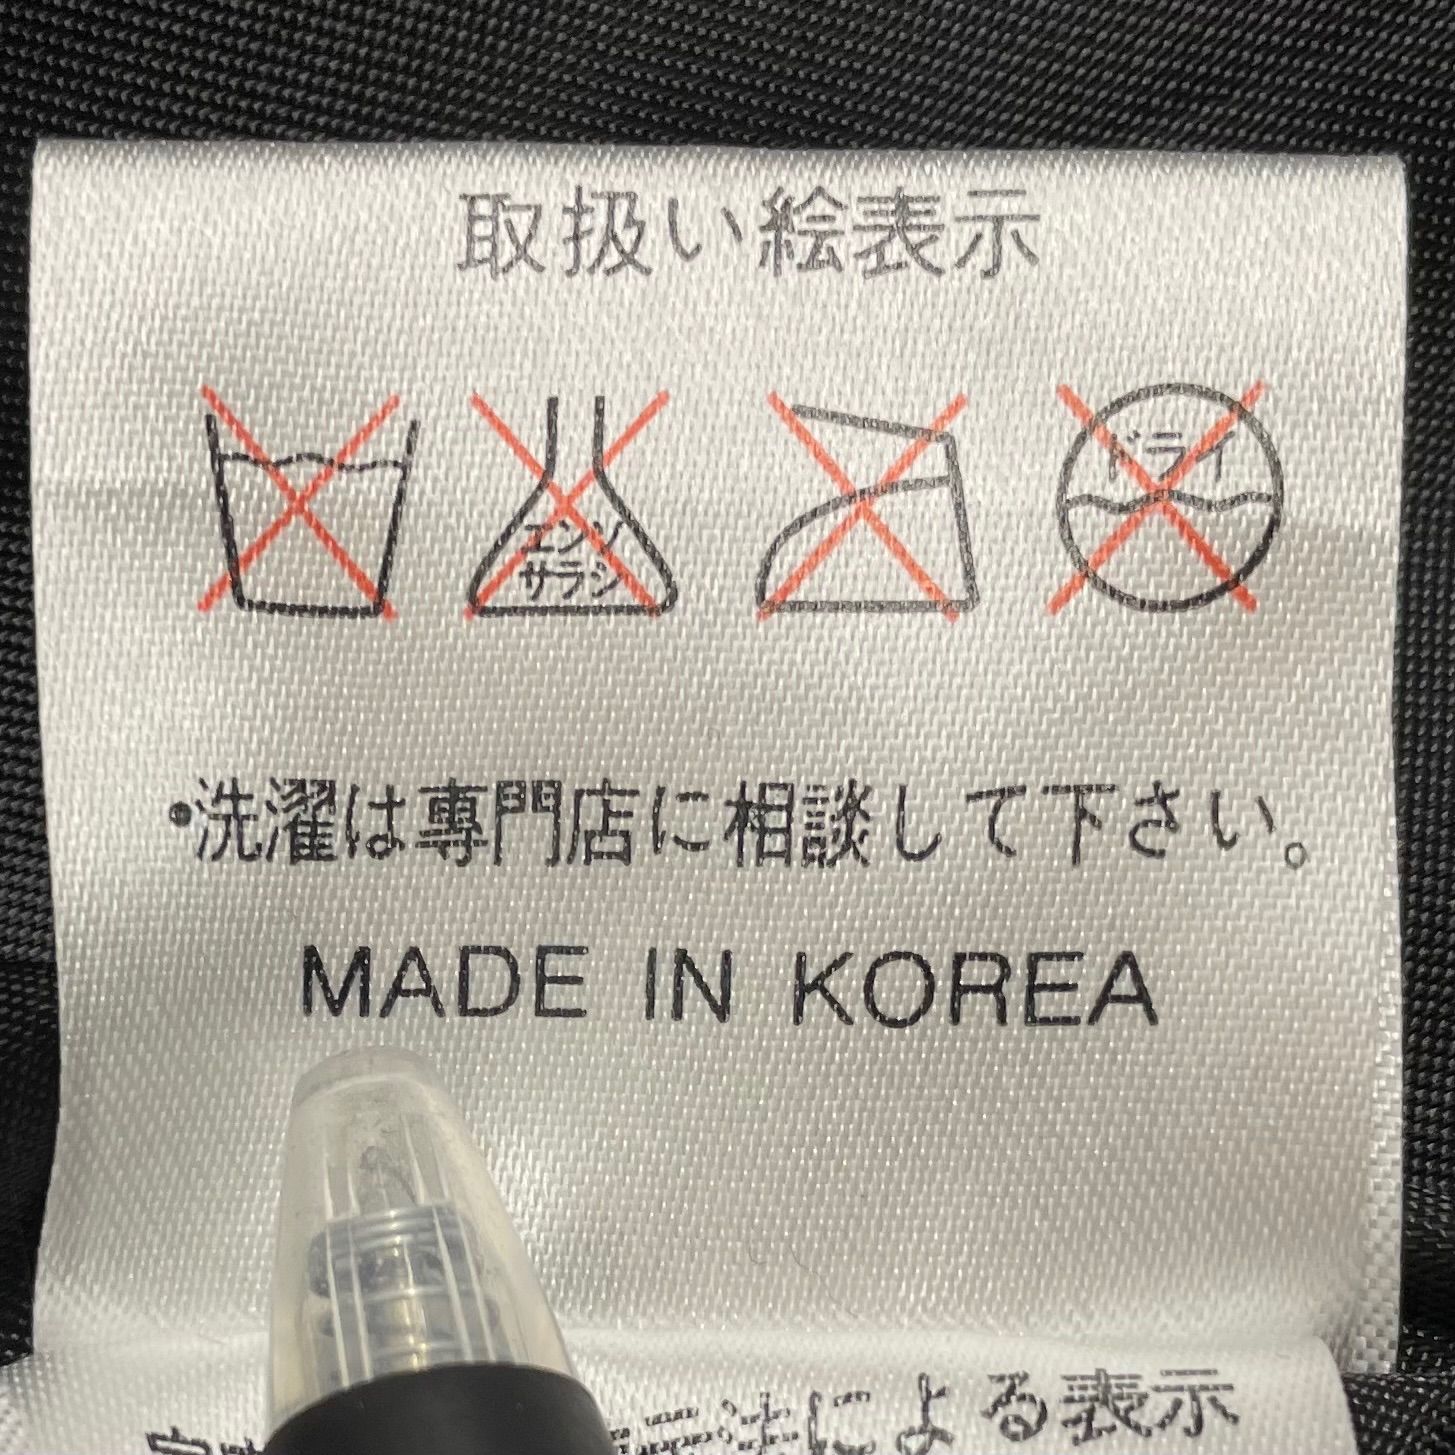 取扱い絵表示
エンソ
サラシ
ドライ
・洗濯は専門店に相談して下さい。
MADE IN KOREA
法による表示